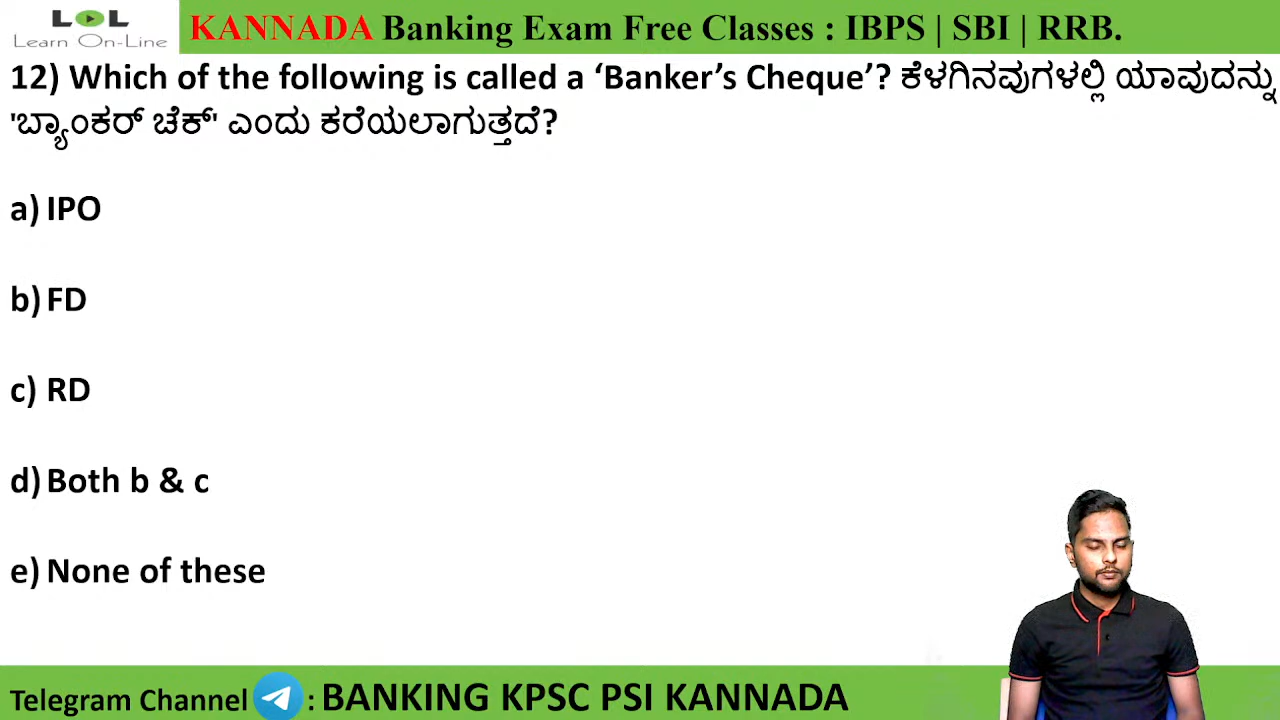 LOL
Learn On-Line
KANNADA Banking Exam Free Classes : IBPS | SBI | RRB.
12) Which of the following is called a ‘Banker’s Cheque’? ಕೆಳಗಿನವುಗಳಲ್ಲಿ ಯಾವುದನ್ನು
'ಬ್ಯಾಂಕರ್ ಚೆಕ್' ಎಂದು ಕರೆಯಲಾಗುತ್ತದೆ?
a) IPO
b) FD
c) RD
d) Both b & c
e) None of these
Telegram Channel : BANKING KPSC PSI KANNADA